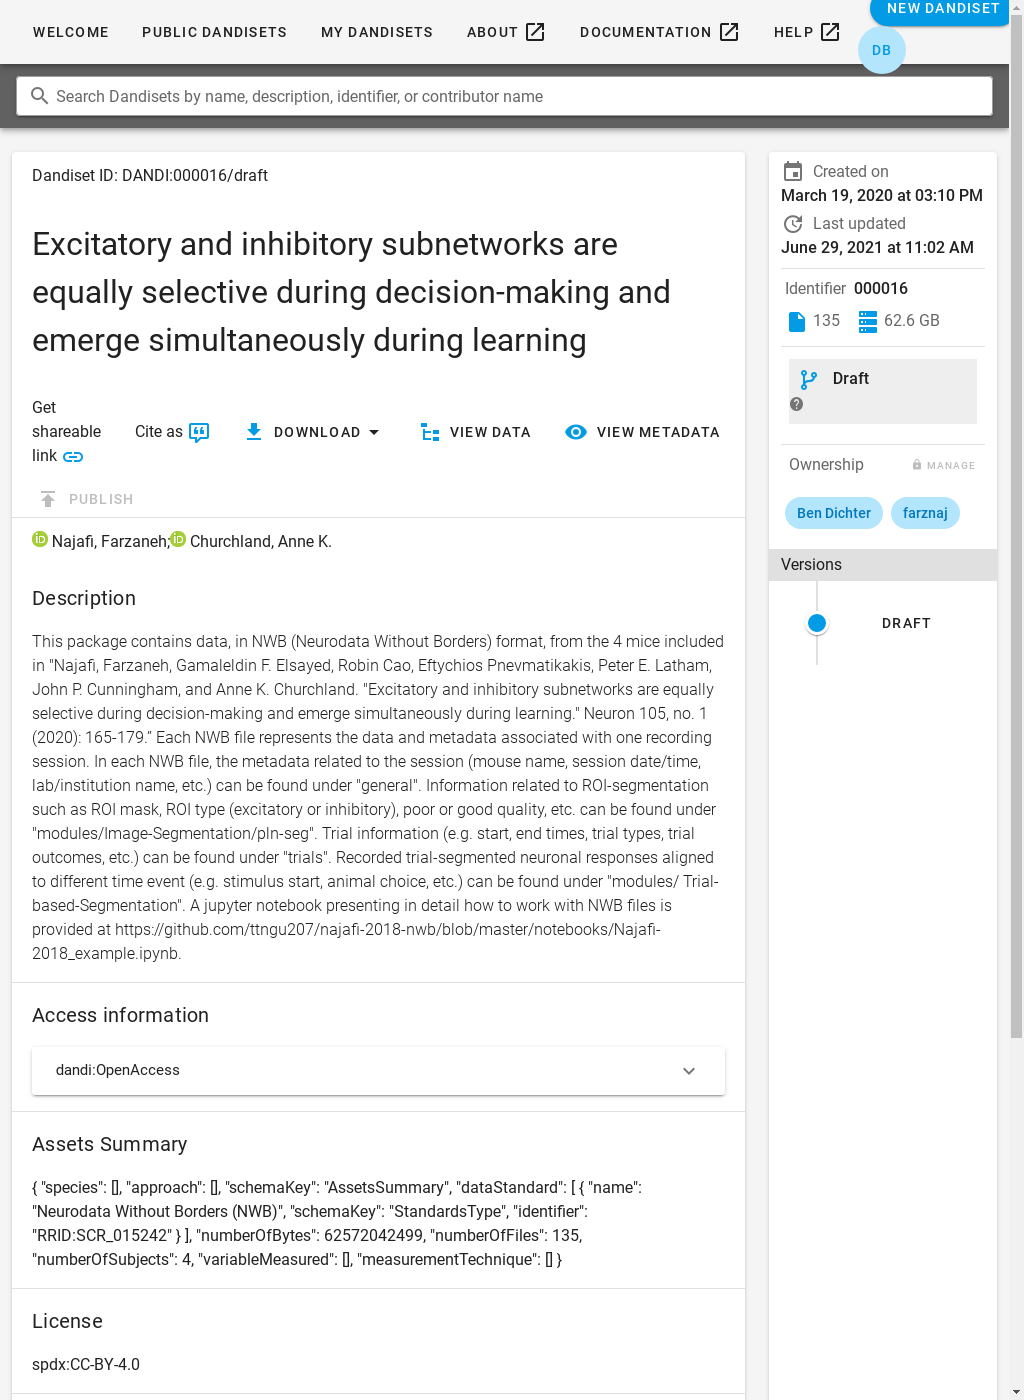 WELCOME PUBLIC DANDISETS MY DANDISETS ABOUT DOCUMENTATION HELP NEW DANDISET
DB
Search Dandisets by name, description, identifier, or contributor name
Dandiset ID: DANDI:000016/draft
Excitatory and inhibitory subnetworks are
equally selective during decision-making and
emerge simultaneously during learning
Get
shareable
link
Cite as
DOWNLOAD
VIEW DATA
VIEW METADATA
PUBLISH
Najafi, Farzaneh; Churchland, Anne K.
Description
This package contains data, in NWB (Neurodata Without Borders) format, from the 4 mice included
in "Najafi, Farzaneh, Gamaleldin F. Elsayed, Robin Cao, Eftychios Pnevmatikakis, Peter E. Latham,
John P. Cunningham, and Anne K. Churchland. "Excitatory and inhibitory subnetworks are equally
selective during decision-making and emerge simultaneously during learning." Neuron 105, no. 1
(2020): 165-179.” Each NWB file represents the data and metadata associated with one recording
session. In each NWB file, the metadata related to the session (mouse name, session date/time,
lab/institution name, etc.) can be found under "general". Information related to ROI-segmentation
such as ROI mask, ROI type (excitatory or inhibitory), poor or good quality, etc. can be found under
"modules/Image-Segmentation/pln-seg". Trial information (e.g. start, end times, trial types, trial
outcomes, etc.) can be found under "trials". Recorded trial-segmented neuronal responses aligned
to different time event (e.g. stimulus start, animal choice, etc.) can be found under "modules/ Trial-
based-Segmentation". A jupyter notebook presenting in detail how to work with NWB files is
provided at https://github.com/ttngu207/najafi-2018-nwb/blob/master/notebooks/Najafi-
2018_example.ipynb.
Access information
dandi:OpenAccess
Assets Summary
{ "species": [], "approach": [], "schemaKey": "AssetsSummary", "dataStandard": [ { "name":
"Neurodata Without Borders (NWB)", "schemaKey": "StandardsType", "identifier":
"RRID:SCR_015242" } ], "numberOfBytes": 62572042499, "numberOfFiles": 135,
"numberOfSubjects": 4, "variableMeasured": [], "measurementTechnique": [] }
License
spdx:CC-BY-4.0
Created on
March 19, 2020 at 03:10 PM
Last updated
June 29, 2021 at 11:02 AM
Identifier 000016
135 62.6 GB
Draft
Ownership MANAGE
Ben Dichter farznaj
Versions
DRAFT